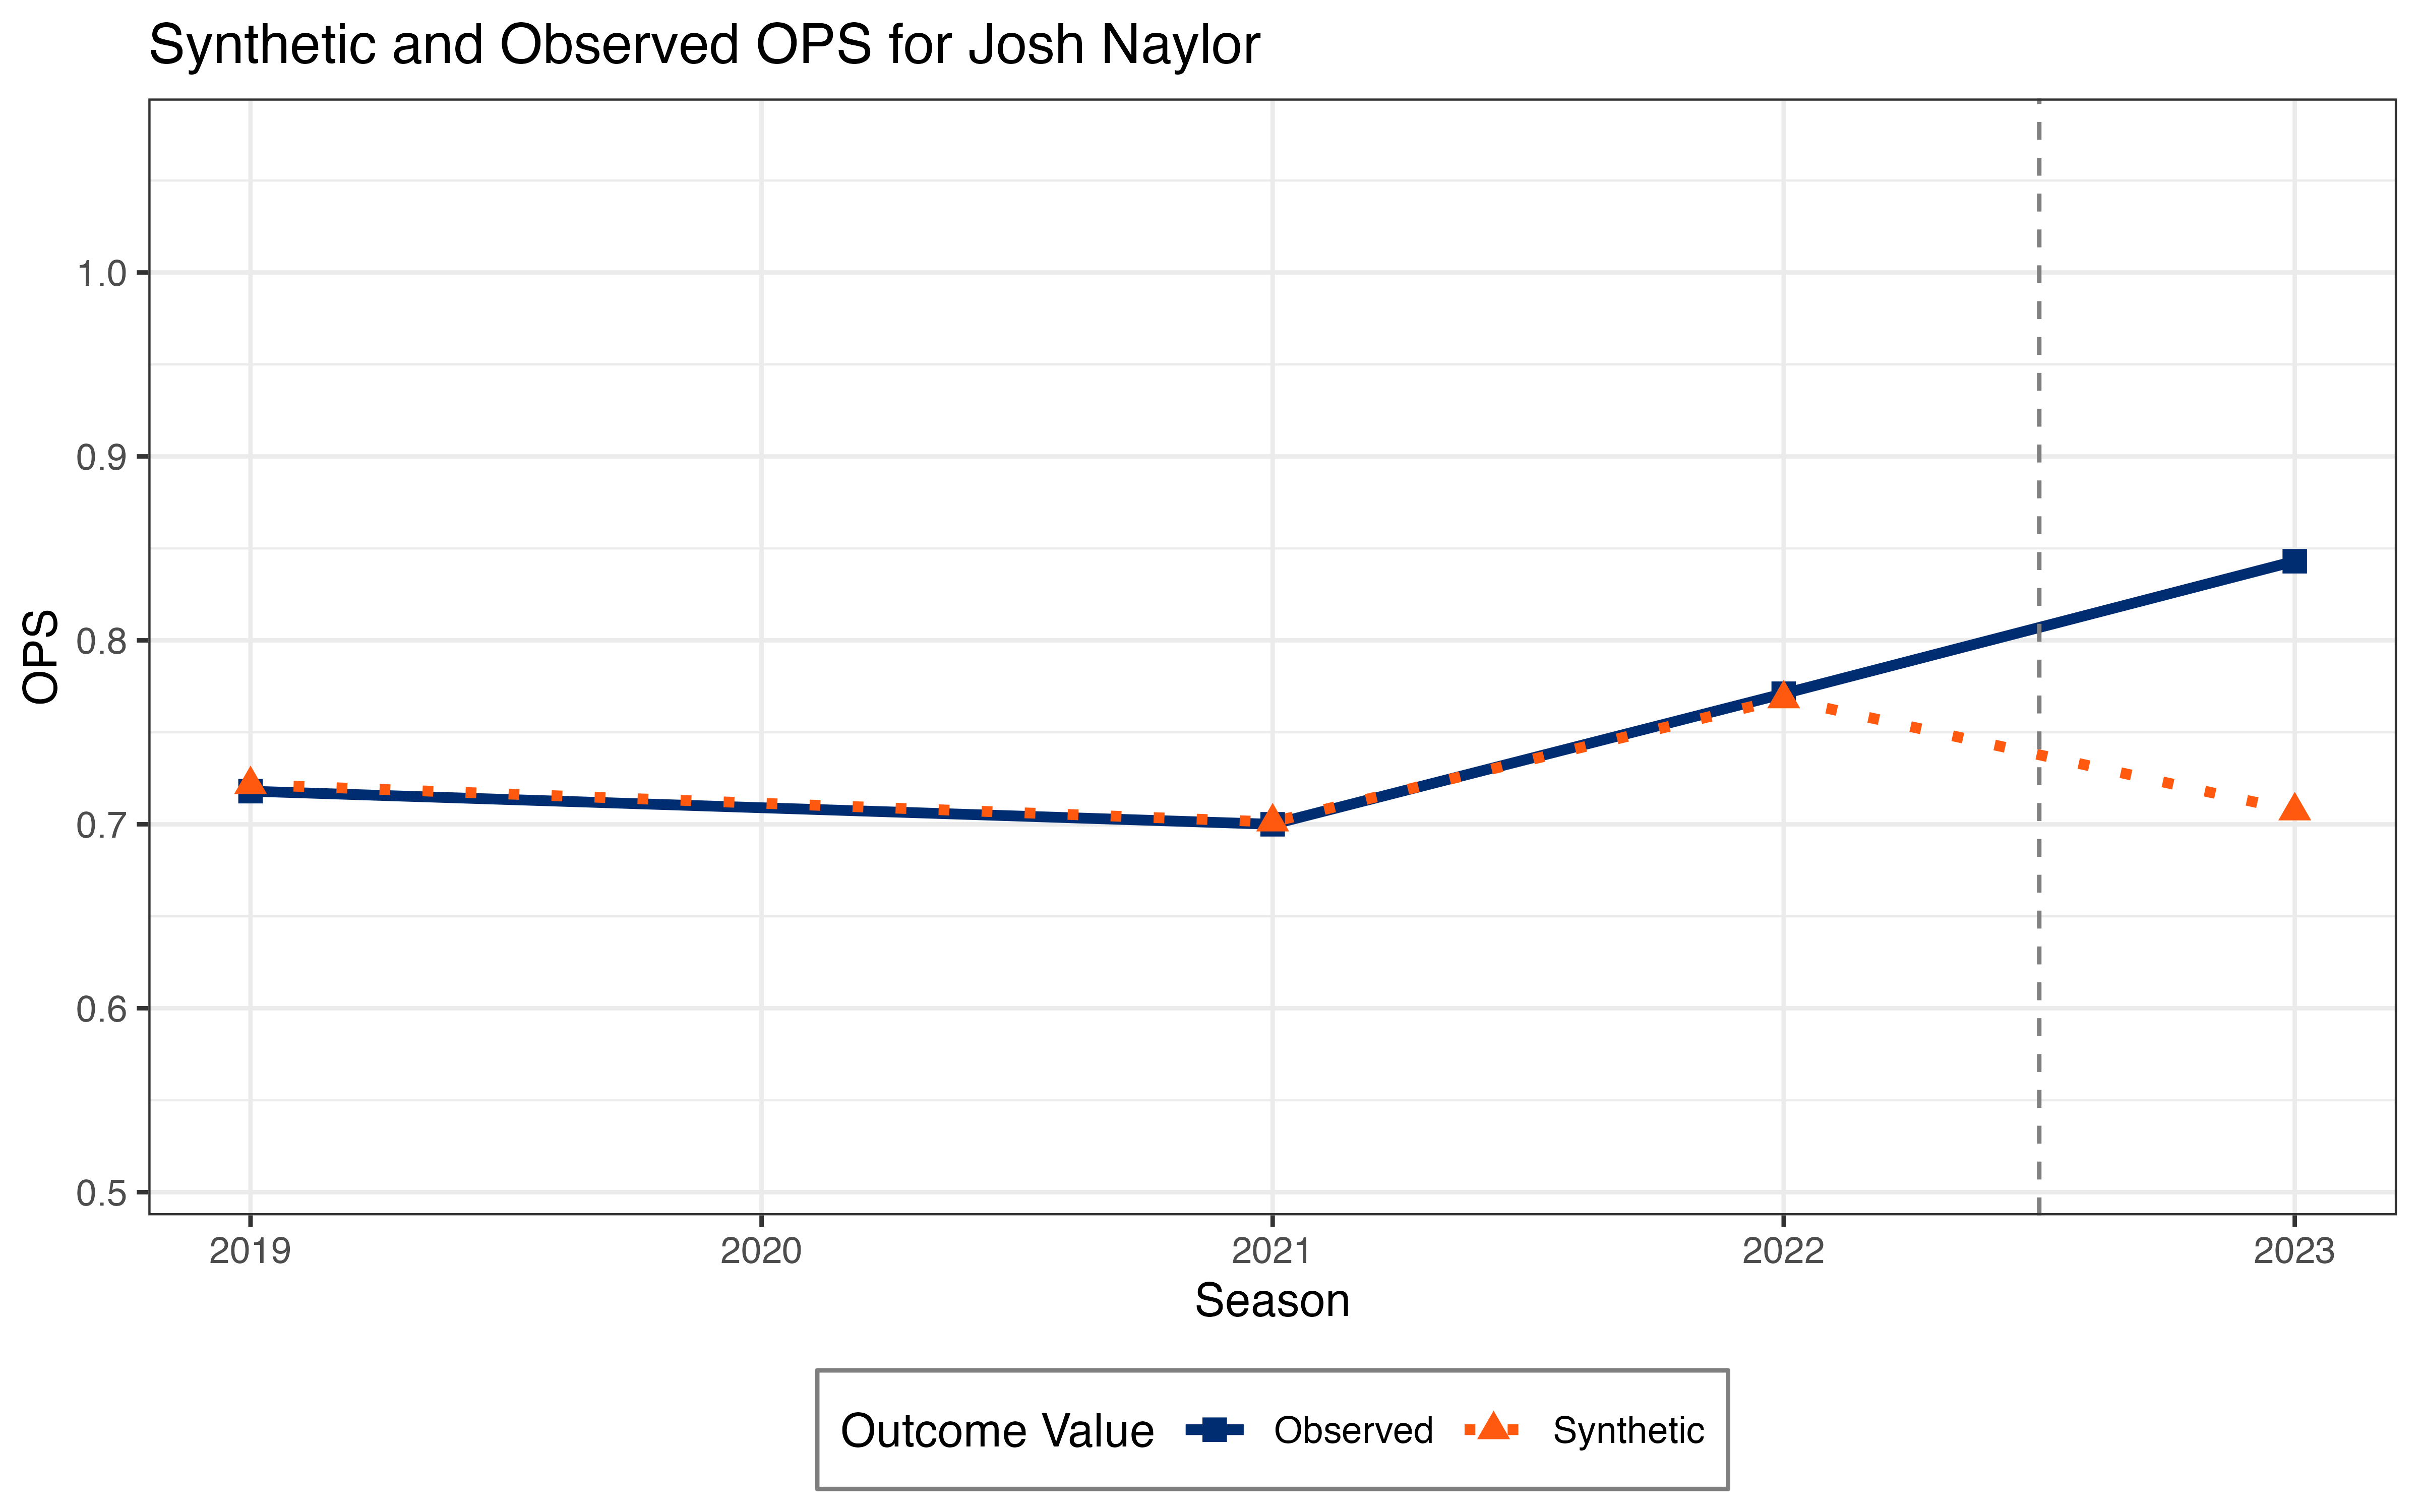 Synthetic and Observed OPS for Josh Naylor
OPS
1.0
0.9
0.8
0.7
0.6
0.5
2019 2020 2021 2022 2023
Season
Outcome Value Observed Synthetic